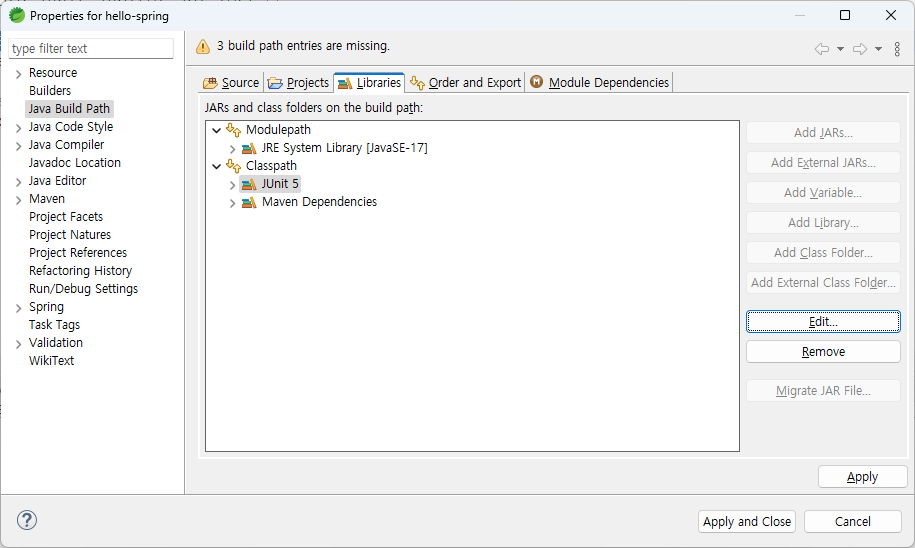 Properties for hello-spring
type filter text
Resource
Builders
Java Build Path
Java Code Style
Java Compiler
Javadoc Location
Java Editor
Maven
Project Facets
Project Natures
Project References
Refactoring History
Run/Debug Settings
Spring
Task Tags
Validation
WikiText
3 build path entries are missing.
Source Projects Libraries Order and Export M Module Dependencies
JARs and class folders on the build path:
Modulepath
JRE System Library [JavaSE-17]
Classpath
JUnit 5
Maven Dependencies
Add JARs...
Add External JARs...
Add Variable...
Add Library...
Add Class Folder...
Add External Class Folder...
Edit...
Remove
Migrate JAR File...
Apply
?
Apply and Close Cancel